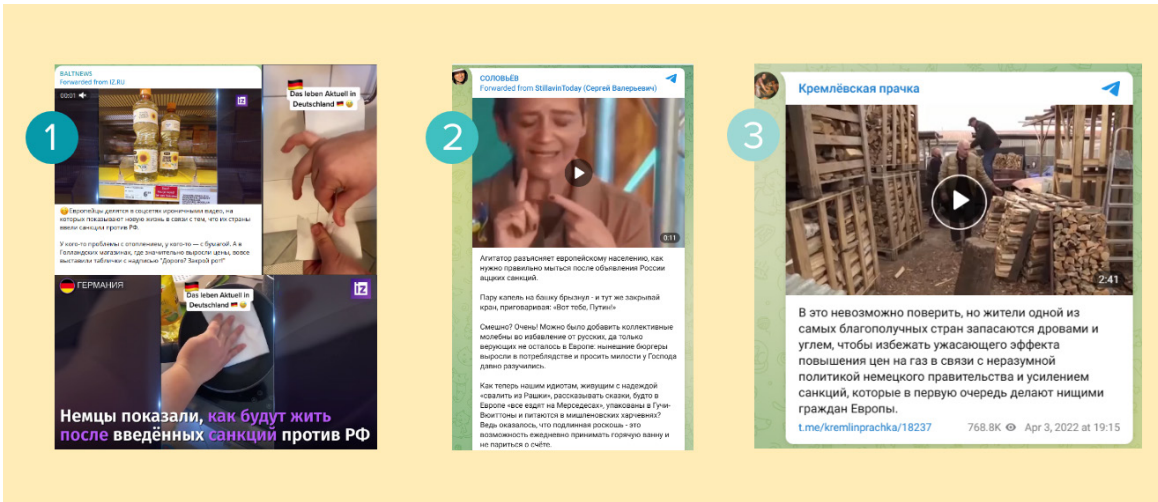 1
BALTNEWS
Forwarded from IZ.RU
00:01
Das leben Aktuell in
Deutschland
😄Европейцы делятся в соцсетях ироничными видео, на
которых показывают новую жизнь в связи с тем, что их страны
ввели санкции против РФ.
У кого-то проблемы с отоплением, у кого-то — с бумагой. А в
Голландских магазинах, где значительно выросли цены, вовсе
выставили таблички с надписью "Дорого? Закрой рот!"
ГЕРМАНИЯ
Das leben Aktuell in
Deutschland
iz
Немцы показали, как будут жить
после введённых санкций против РФ
2
СОЛОВЬЁВ
Forwarded from StillavinToday (Сергей Валерьевич)
0:11
Агитатор разъясняет европейскому населению, как
нужно правильно мыться после объявления России
аццких санкций.
Пару капель на башку брызнул - и тут же закрывай
кран, приговаривая: «Вот тебе, Путин!»
Смешно? Очень! Можно было добавить коллективные
молебны во избавление от русских, да только
верующих не осталось в Европе: нынешние бюргеры
выросли в потреблядстве и просить милости у Господа
давно разучились.
Как теперь нашим идиотам, живущим с надеждой
«свалить из Рашки», рассказывать сказки, будто в
Европе «все ездят на Мерседесах», упакованы в Гучи-
Вюиттоны и питаются в мишленовских харчевнях?
Ведь оказалось, что подлинная роскошь - это
возможность ежедневно принимать горячую ванну и
не париться о счёте.
3
Кремлёвская прачка
2:41
В это невозможно поверить, но жители одной из
самых благополучных стран запасаются дровами и
углем, чтобы избежать ужасающего эффекта
повышения цен на газ в связи с неразумной
политикой немецкого правительства и усилением
санкций, которые в первую очередь делают нищими
граждан Европы.
t.me/kremlinprachka/18237 768.8K Apr 3, 2022 at 19:15